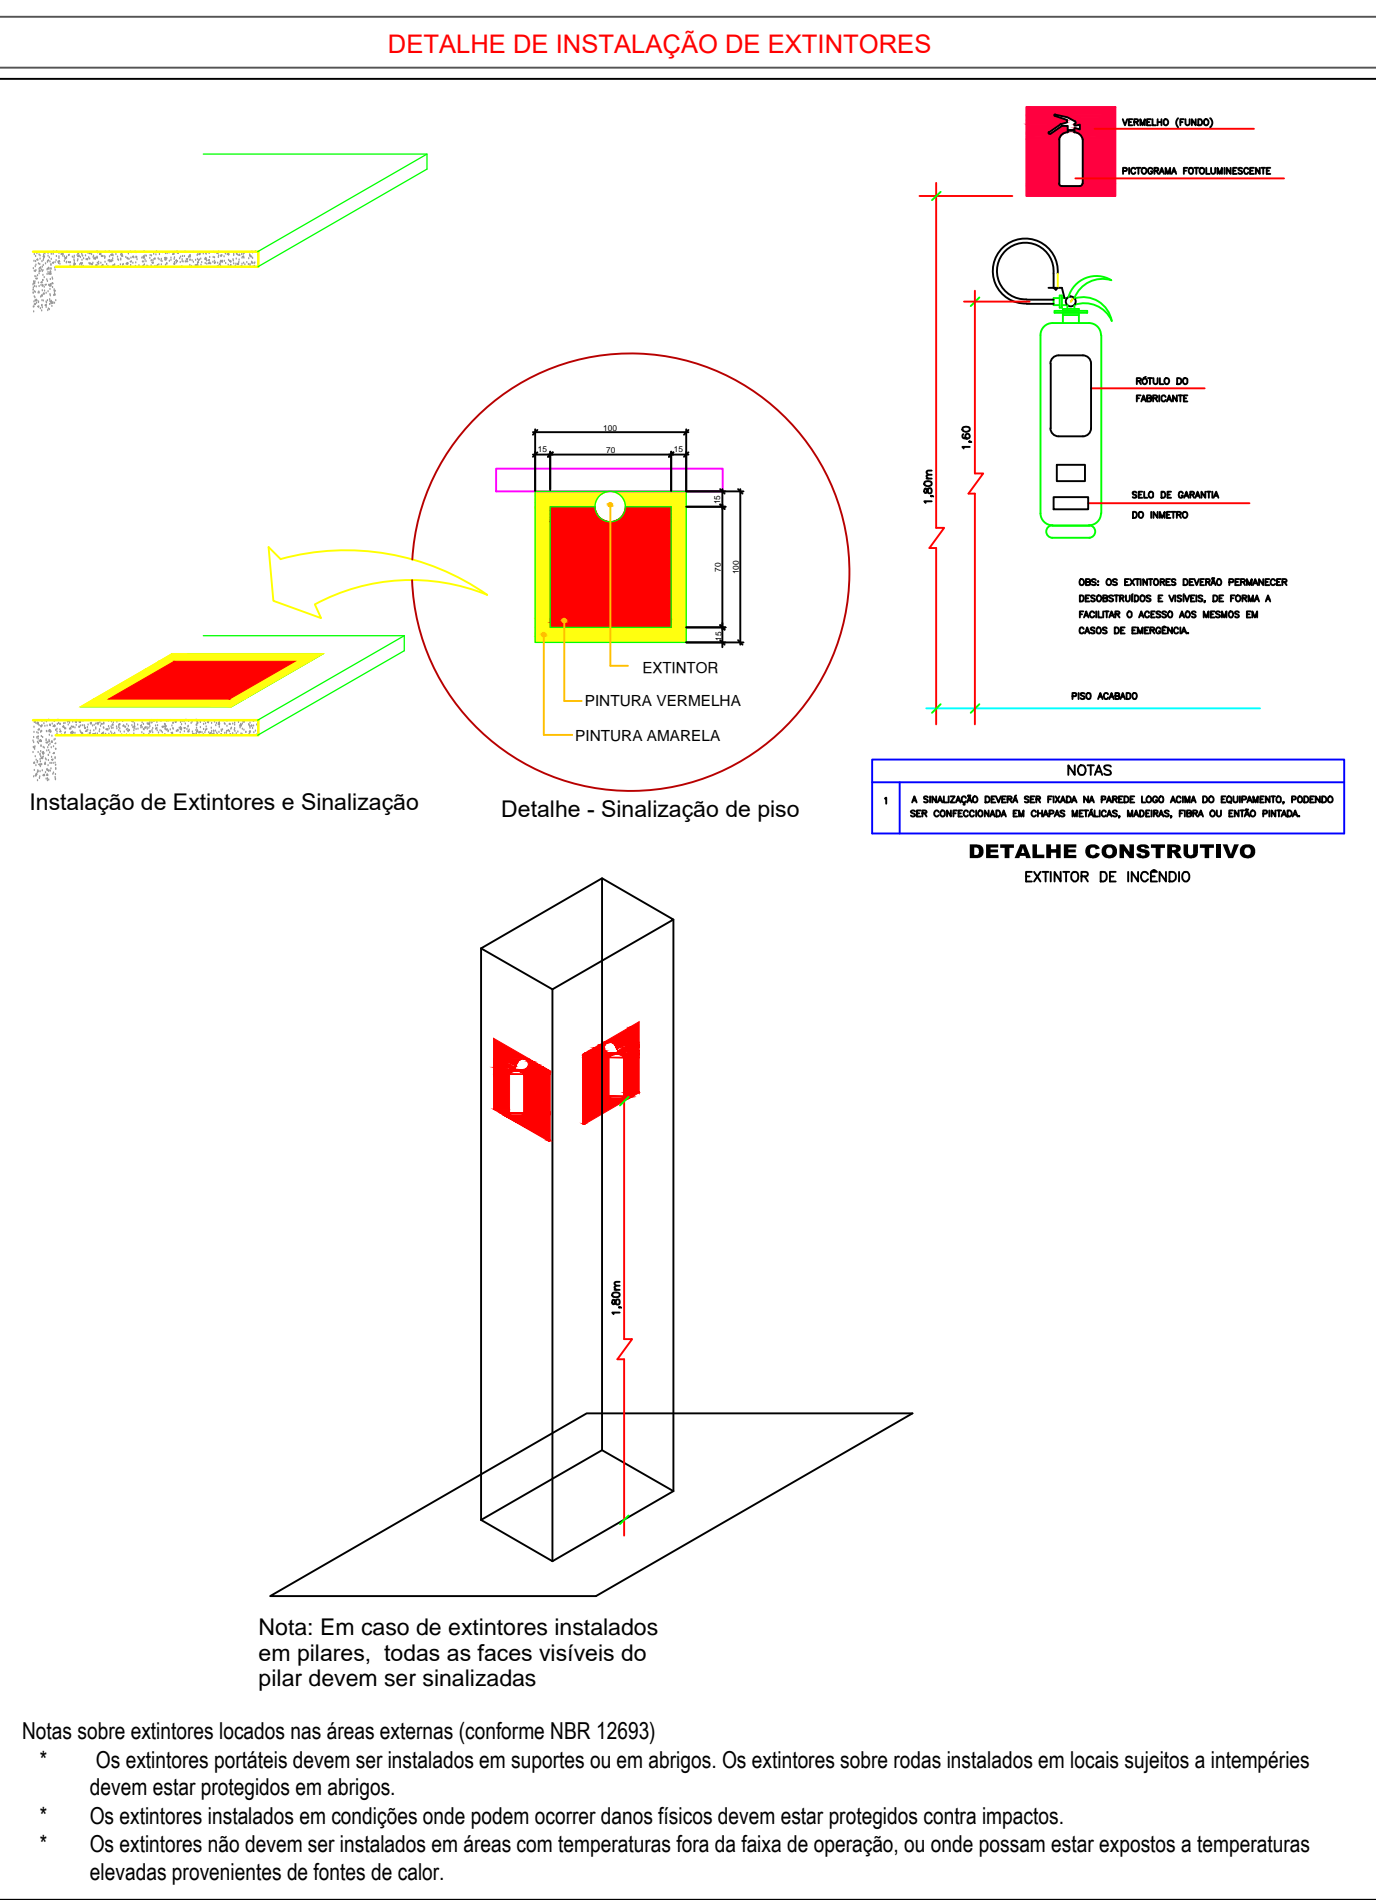 DETALHE DE INSTALAÇÃO DE EXTINTORES
VERMELHO (FUNDO)
PICTOGRAMA FOTOLUMINESCENTE
1,80m
1,60
RÓTULO DO
FABRICANTE
SELO DE GARANTIA
DO INMETRO
OBS: OS EXTINTORES DEVERÃO PERMANECER
DESOBSTRUÍDOS E VISÍVEIS, DE FORMA A
FACILITAR O ACESSO AOS MESMOS EM
CASOS DE EMERGÊNCIA.
PISO ACABADO
100
15
70
15
15
70
100
15
EXTINTOR
PINTURA VERMELHA
PINTURA AMARELA
Instalação de Extintores e Sinalização
Detalhe - Sinalização de piso
NOTAS
1 A SINALIZAÇÃO DEVERÁ SER FIXADA NA PAREDE LOGO ACIMA DO EQUIPAMENTO, PODENDO
SER CONFECCIONADA EM CHAPAS METÁLICAS, MADEIRAS, FIBRA OU ENTÃO PINTADA.
DETALHE CONSTRUTIVO
EXTINTOR DE INCÊNDIO
1,80m
Nota: Em caso de extintores instalados
em pilares, todas as faces visíveis do
pilar devem ser sinalizadas
Notas sobre extintores locados nas áreas externas (conforme NBR 12693)
* Os extintores portáteis devem ser instalados em suportes ou em abrigos. Os extintores sobre rodas instalados em locais sujeitos a intempéries
devem estar protegidos em abrigos.
* Os extintores instalados em condições onde podem ocorrer danos físicos devem estar protegidos contra impactos.
* Os extintores não devem ser instalados em áreas com temperaturas fora da faixa de operação, ou onde possam estar expostos a temperaturas
elevadas provenientes de fontes de calor.